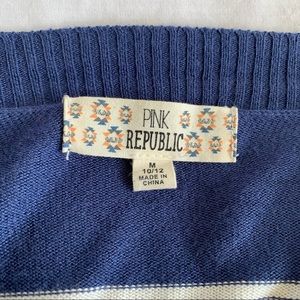 PINK
REPUBLIC
M
10/12
MADE IN
CHINA